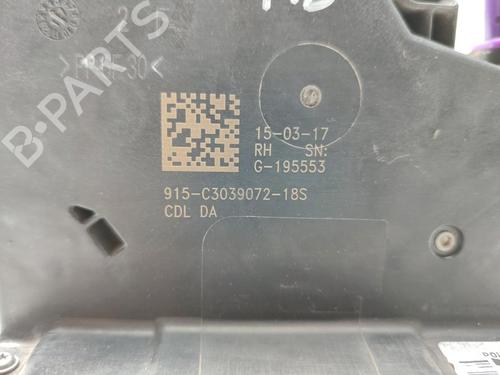 B-PARTS
15-03-17
RH SN:
G-195553
915-C3039072-18S
CDL DA